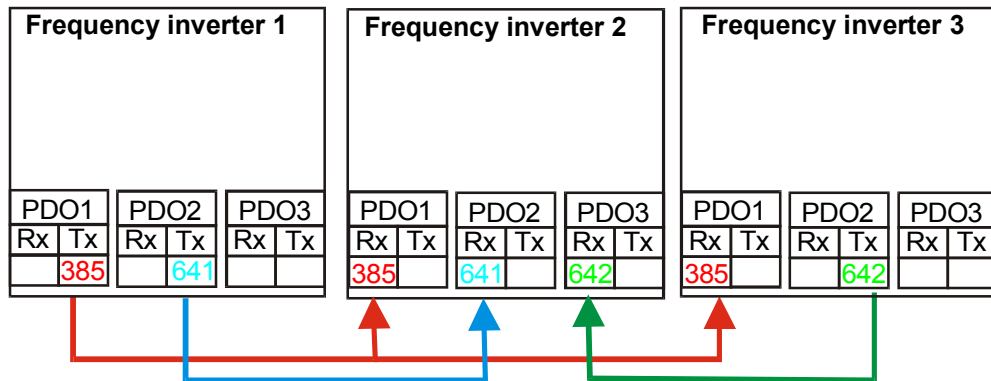 Frequency inverter 1
Frequency inverter 2
Frequency inverter 3
PDO1 PDO2 PDO3
Rx Tx Rx Tx Rx Tx
385 641
PDO1 PDO2 PDO3
Rx Tx Rx Tx Rx Tx
385 641 642
PDO1 PDO2 PDO3
Rx Tx Rx Tx Rx Tx
385 642